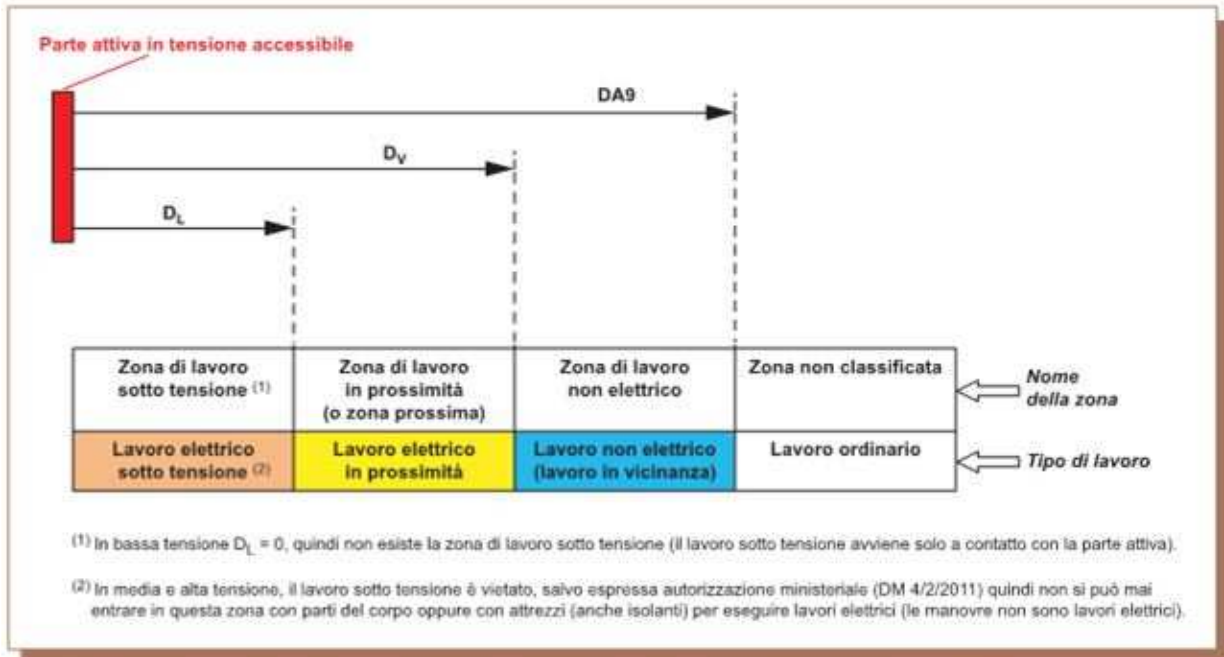 Parte attiva in tensione accessibile
DA9
D_V
D_L
Zona di lavoro
sotto tensione (1)
Zona di lavoro
in prossimità
(o zona prossima)
Zona di lavoro
non elettrico
Zona non classificata
Nome
della zona
Lavoro elettrico
sotto tensione (2)
Lavoro elettrico
in prossimità
Lavoro non elettrico
(lavoro in vicinanza)
Lavoro ordinario
Tipo di lavoro
(1) In bassa tensione D_L = 0, quindi non esiste la zona di lavoro sotto tensione (il lavoro sotto tensione avviene solo a contatto con la parte attiva).
(2) In media e alta tensione, il lavoro sotto tensione è vietato, salvo espressa autorizzazione ministeriale (DM 4/2/2011) quindi non si può mai
entrare in questa zona con parti del corpo oppure con attrezzi (anche isolanti) per eseguire lavori elettrici (le manovre non sono lavori elettrici).